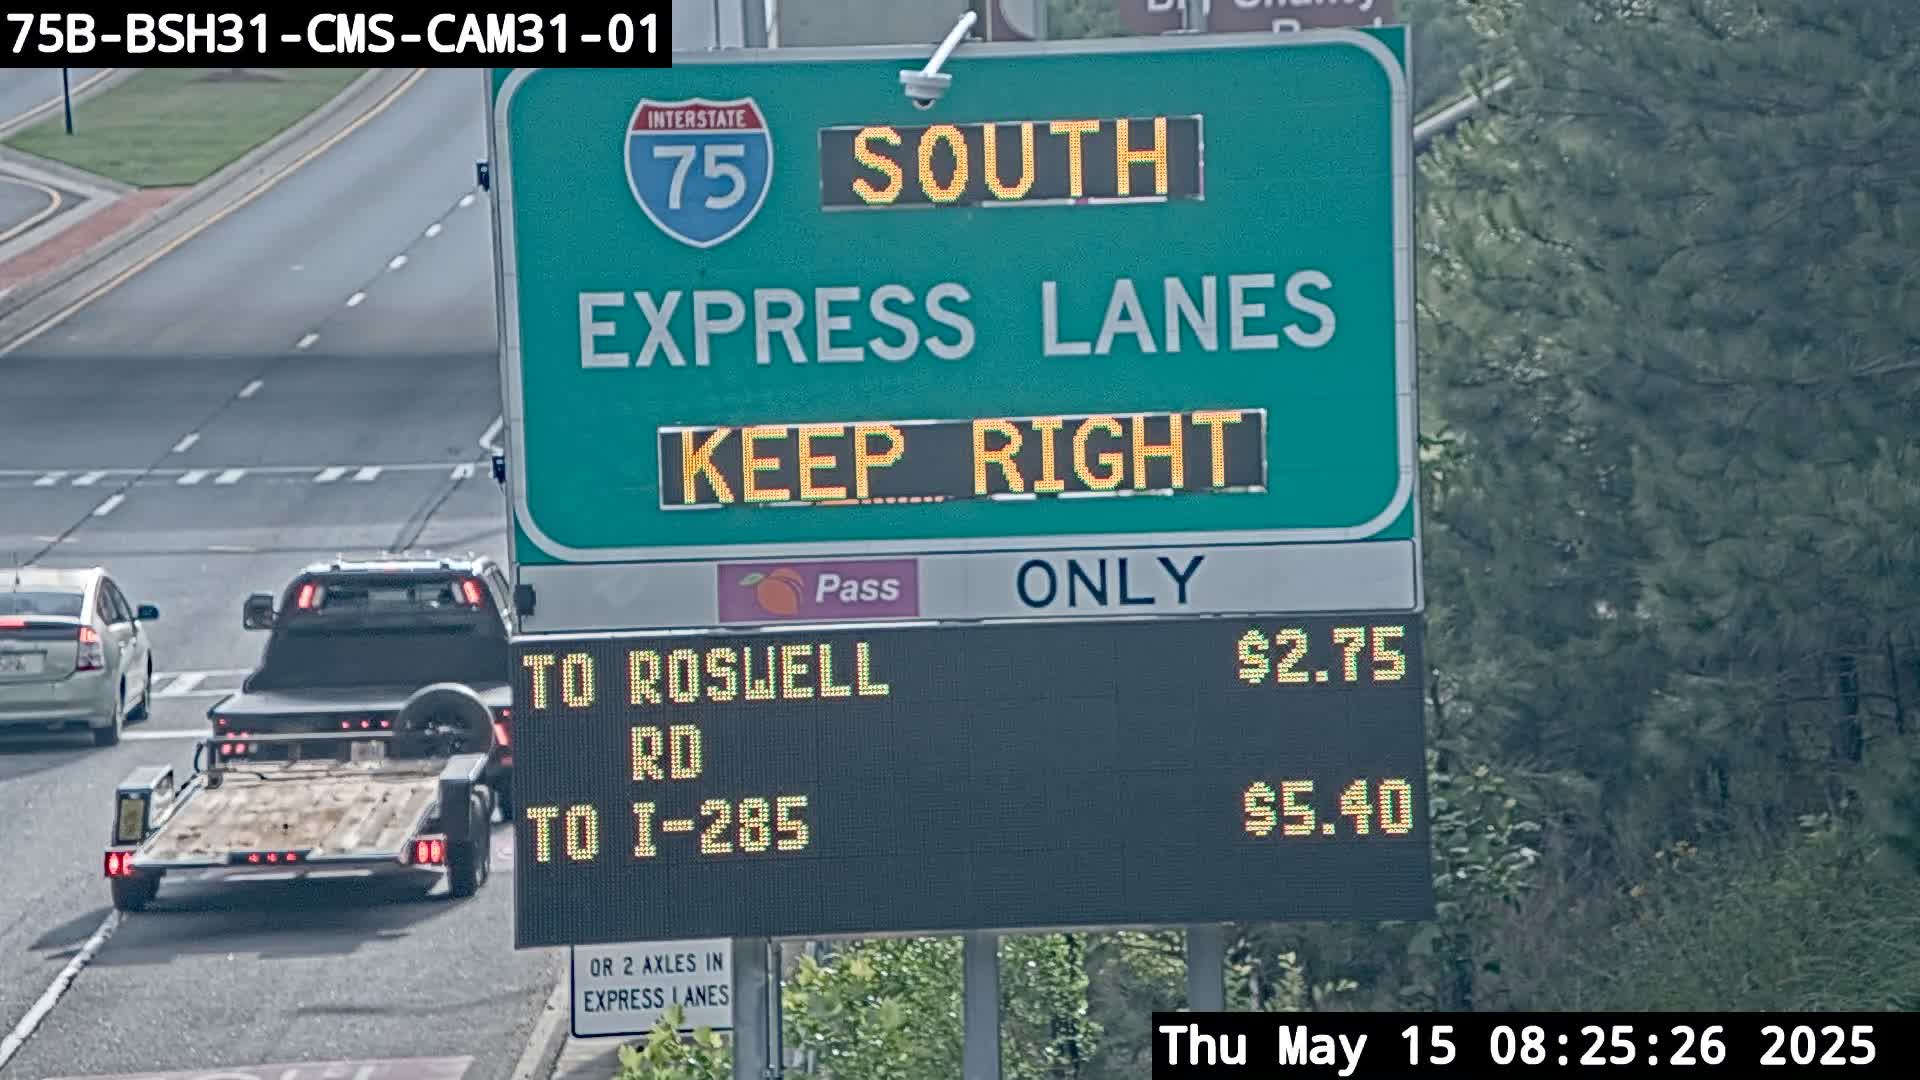 75B-BSH31-CMS-CAM31-01
INTERSTATE
75
SOUTH
EXPRESS LANES
KEEP RIGHT
Pass ONLY
TO ROSWELL $2.75
RD
TO I-285 $5.40
OR 2 AXLES IN
EXPRESS LANES
Thu May 15 08:25:26 2025